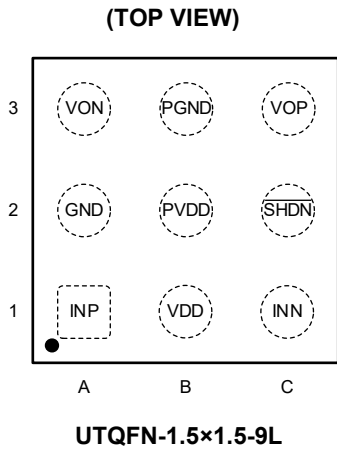 (TOP VIEW)
3 VON PGND VOP
2 GND PVDD SHDN
1 INP VDD INN
A B C
UTQFN-1.5×1.5-9L